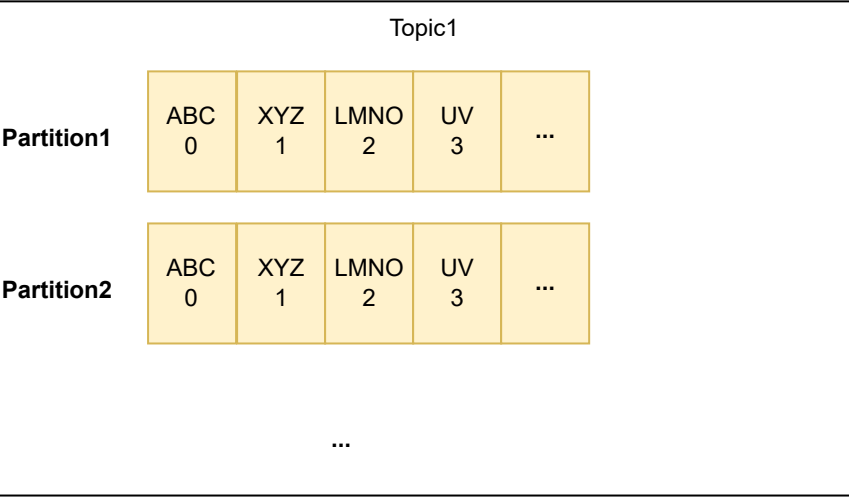 Topic1
Partition1
ABC XYZ LMNO UV ...
0 1 2 3
Partition2
ABC XYZ LMNO UV ...
0 1 2 3
...